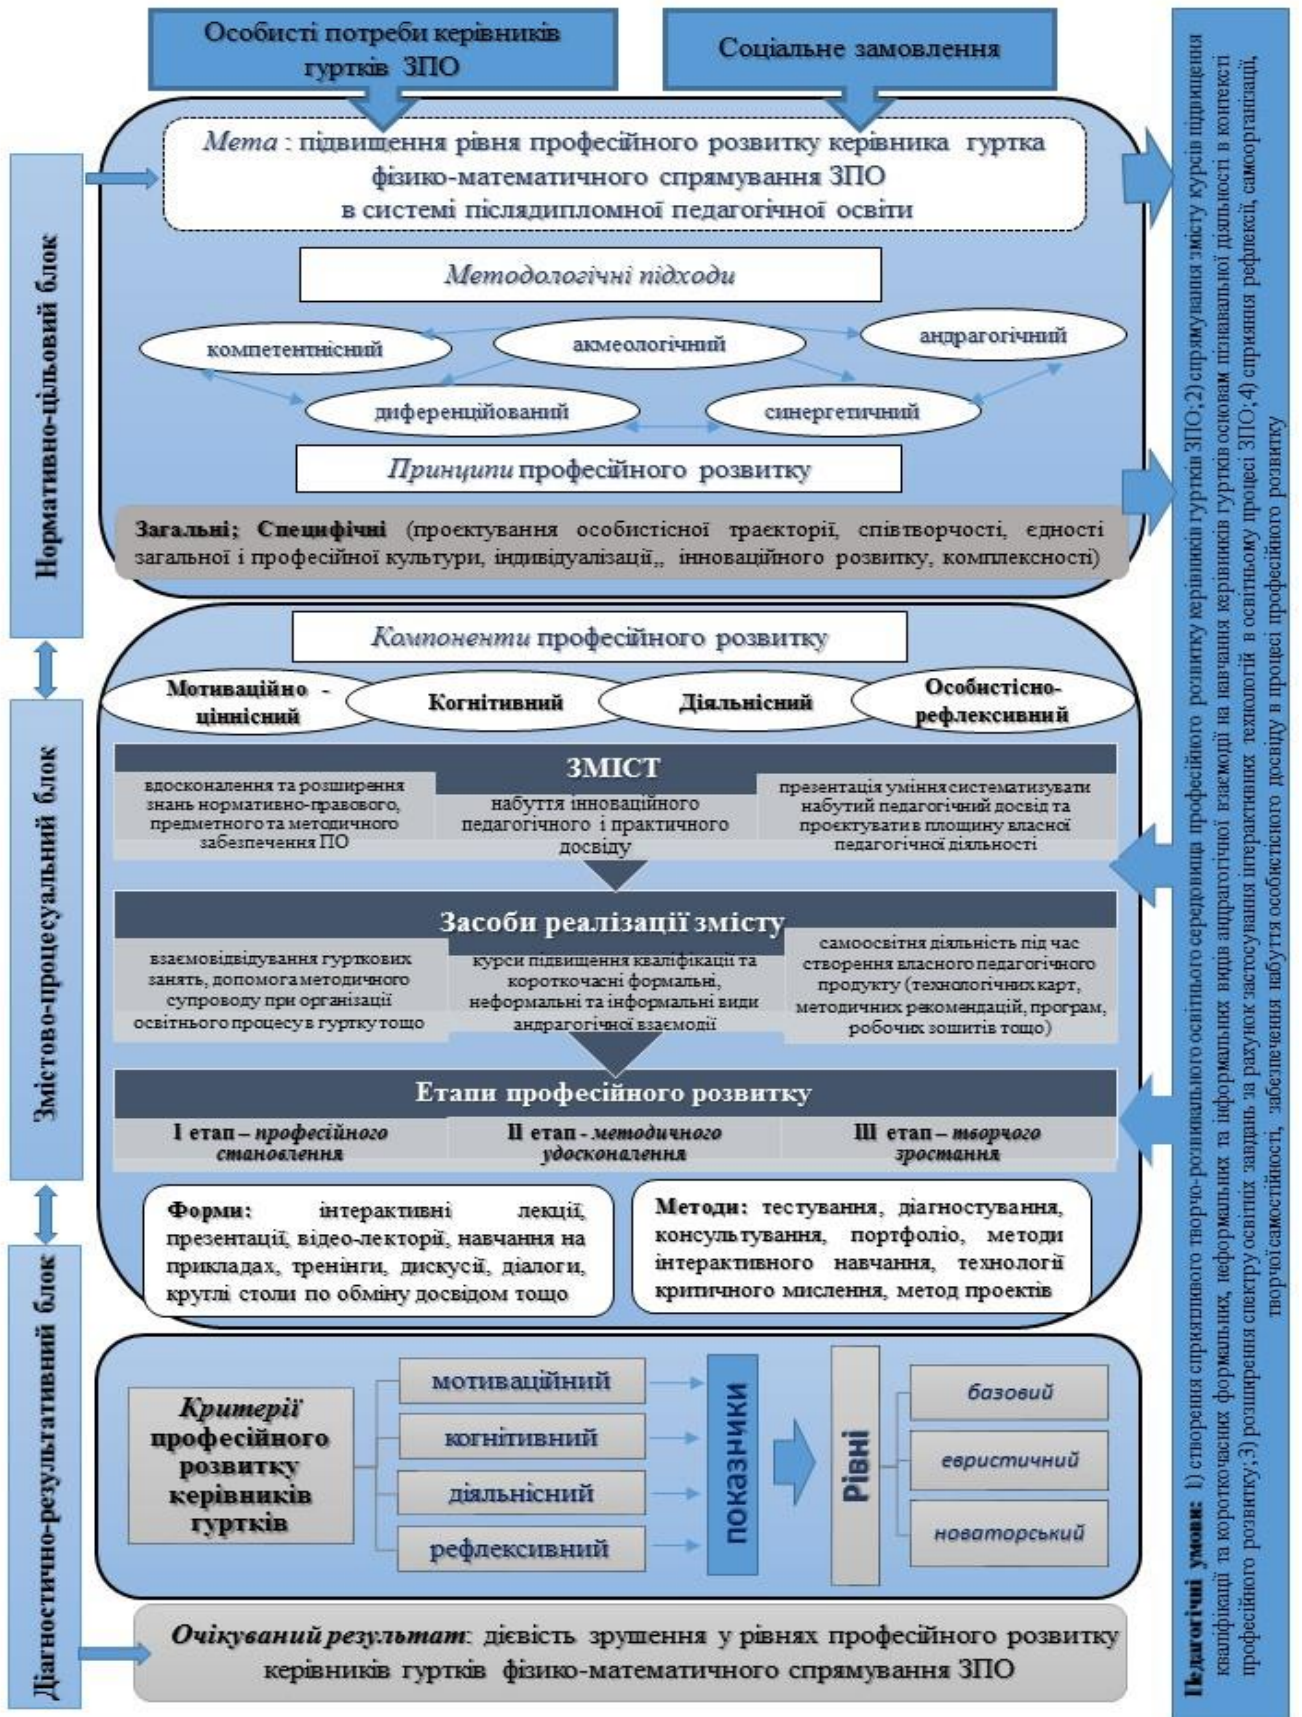 Особисті потреби керівників
гуртків ЗПО
Соціальне замовлення
Мета : підвищення рівня професійного розвитку керівника гуртка
фізико-математичного спрямування ЗПО
в системі післядипломної педагогічної освіти
Методологічні підходи
компетентнісний
акмеологічний
андрагогічний
диференційований
синергетичний
Принципи професійного розвитку
Загальні; Специфічні (проєктування особистісної траєкторії, співтворчості, єдності
загальної і професійної культури, індивідуалізації,, інноваційного розвитку, комплексності)
Нормативно-цільовий блок
Компоненти професійного розвитку
Мотиваційно -
ціннісний
Когнітивний
Діяльнісний
Особистісно-
рефлексивний
ЗМІСТ
вдосконалення та розширення
знань нормативно-правового,
предметного та методичного
забезпечення ПО
набуття інноваційного
педагогічного і практичного
досвіду
презентація уміння систематизувати
набутий педагогічний досвід та
проєктувати в площину власної
педагогічної діяльності
Засоби реалізації змісту
взаємовідвідування гурткових
занять, допомога методичного
супроводу при організації
освітнього процесу в гуртку тощо
курси підвищення кваліфікації та
короткочасні формальні,
неформальні та інформальні види
андрагогічної взаємодії
самоосвітня діяльність під час
створення власного педагогічного
продукту (технологічних карт,
методичних рекомендацій, програм,
робочих зошитів тощо)
Етапи професійного розвитку
І етап – професійного
становлення
ІІ етап - методичного
удосконалення
ІІІ етап – творчого
зростання
Форми: інтерактивні лекції,
презентації, відео-лекторії, навчання на
прикладах, тренінги, дискусії, діалоги,
круглі столи по обміну досвідом тощо
Методи: тестування, діагностування,
консультування, портфоліо, методи
інтерактивного навчання, технології
критичного мислення, метод проектів
Змістово-процесуальний блок
Критерії
професійного
розвитку
керівників
гуртків
мотиваційний
когнітивний
діяльнісний
рефлексивний
показники
Рівні
базовий
евристичний
новаторський
Діагностично-результативний блок
Очікуваний результат: дієвість зрушення у рівнях професійного розвитку
керівників гуртків фізико-математичного спрямування ЗПО
Педагогічні умови: 1) створення сприятливого творчо-розвивального освітнього середовища професійного розвитку керівників гуртків ЗПО; 2) спрямування змісту курсів підвищення
кваліфікації та короткочасних формальних, неформальних та інформальних видів андрагогічної взаємодії на навчання керівників гуртків основам пізнавальної діяльності в контексті
професійного розвитку; 3) розширення спектру освітніх завдань за рахунок застосування інтерактивних технологій в освітньому процесі ЗПО; 4) сприяння рефлексії, самоорганізації,
творчої самостійності, забезпечення набуття особистісного досвіду в процесі професійного розвитку